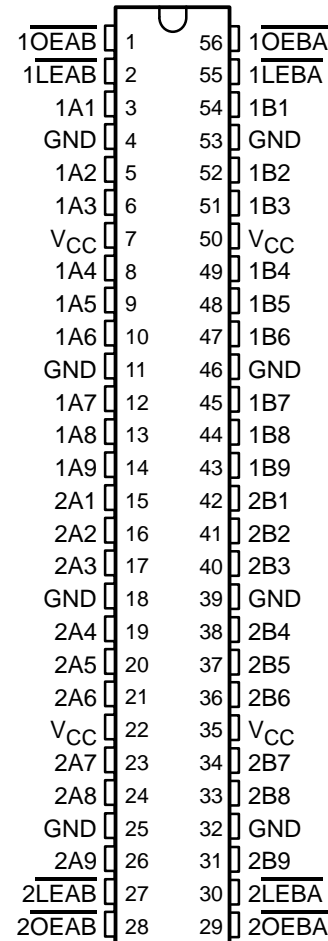 1OEAB 1 56 1OEBA
1LEAB 2 55 1LEBA
1A1 3 54 1B1
GND 4 53 GND
1A2 5 52 1B2
1A3 6 51 1B3
VCC 7 50 VCC
1A4 8 49 1B4
1A5 9 48 1B5
1A6 10 47 1B6
GND 11 46 GND
1A7 12 45 1B7
1A8 13 44 1B8
1A9 14 43 1B9
2A1 15 42 2B1
2A2 16 41 2B2
2A3 17 40 2B3
GND 18 39 GND
2A4 19 38 2B4
2A5 20 37 2B5
2A6 21 36 2B6
VCC 22 35 VCC
2A7 23 34 2B7
2A8 24 33 2B8
GND 25 32 GND
2A9 26 31 2B9
2LEAB 27 30 2LEBA
2OEAB 28 29 2OEBA